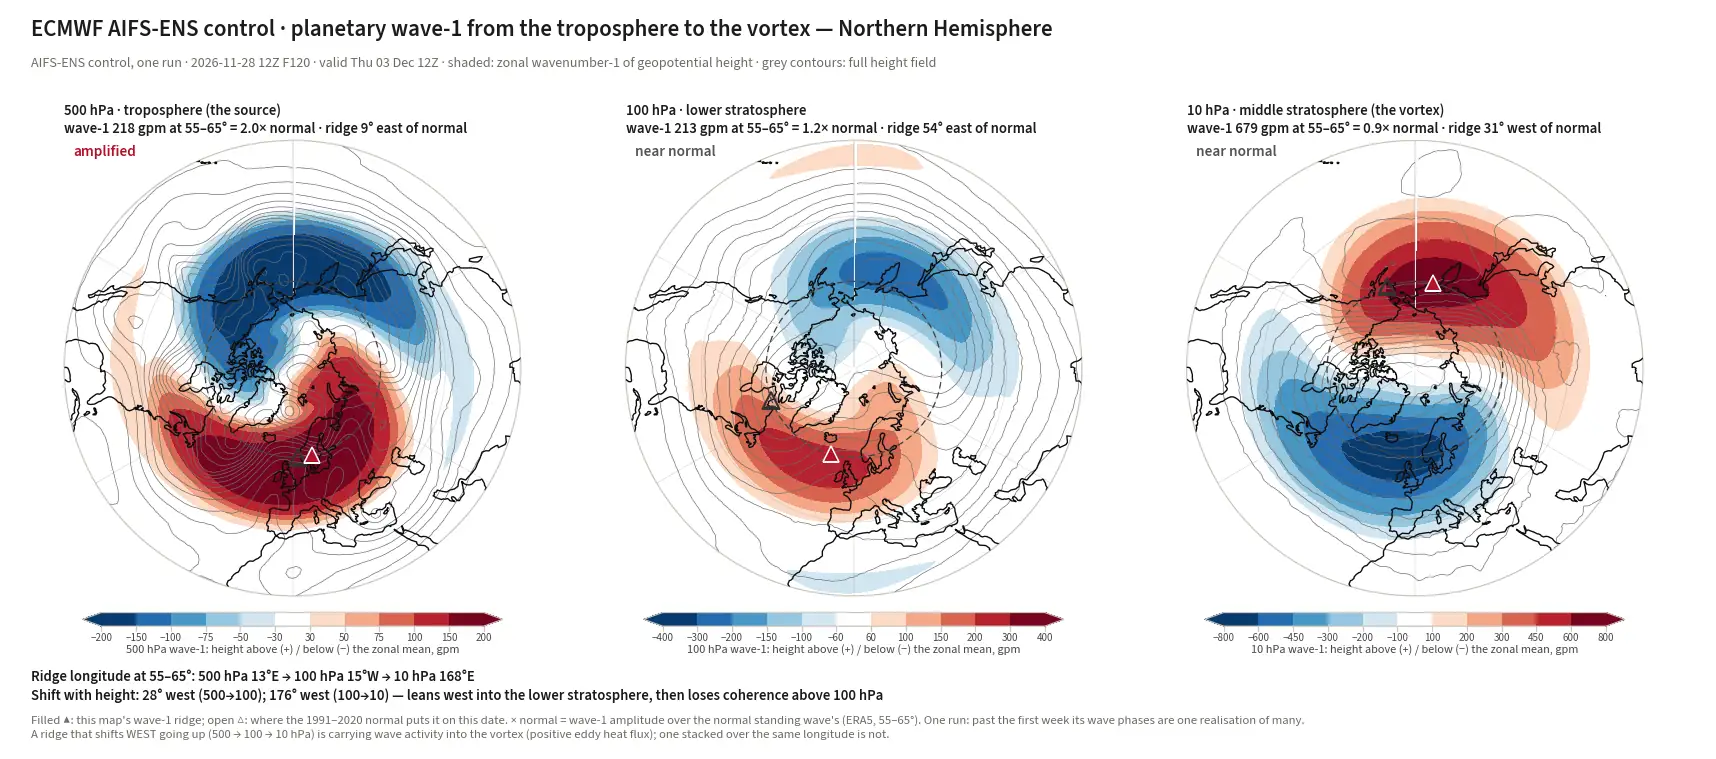 ECMWF AIFS-ENS control · planetary wave-1 from the troposphere to the vortex — Northern Hemisphere
AIFS-ENS control, one run · 2026-11-28 12Z F120 · valid Thu 03 Dec 12Z · shaded: zonal wavenumber-1 of geopotential height · grey contours: full height field
500 hPa · troposphere (the source)
wave-1 218 gpm at 55–65° = 2.0× normal · ridge 9° east of normal
amplified
100 hPa · lower stratosphere
wave-1 213 gpm at 55–65° = 1.2× normal · ridge 54° east of normal
near normal
10 hPa · middle stratosphere (the vortex)
wave-1 679 gpm at 55–65° = 0.9× normal · ridge 31° west of normal
near normal
−200 −150 −100 −75 −50 −30 30 50 75 100 150 200
500 hPa wave-1: height above (+) / below (−) the zonal mean, gpm
−400 −300 −200 −150 −100 −60 60 100 150 200 300 400
100 hPa wave-1: height above (+) / below (−) the zonal mean, gpm
−800 −600 −450 −300 −200 −100 100 200 300 450 600 800
10 hPa wave-1: height above (+) / below (−) the zonal mean, gpm
Ridge longitude at 55–65°: 500 hPa 13°E → 100 hPa 15°W → 10 hPa 168°E
Shift with height: 28° west (500→100); 176° west (100→10) — leans west into the lower stratosphere, then loses coherence above 100 hPa
Filled ▲: this map's wave-1 ridge; open △: where the 1991–2020 normal puts it on this date. × normal = wave-1 amplitude over the normal standing wave's (ERA5, 55–65°). One run: past the first week its wave phases are one realisation of many.
A ridge that shifts WEST going up (500 → 100 → 10 hPa) is carrying wave activity into the vortex (positive eddy heat flux); one stacked over the same longitude is not.